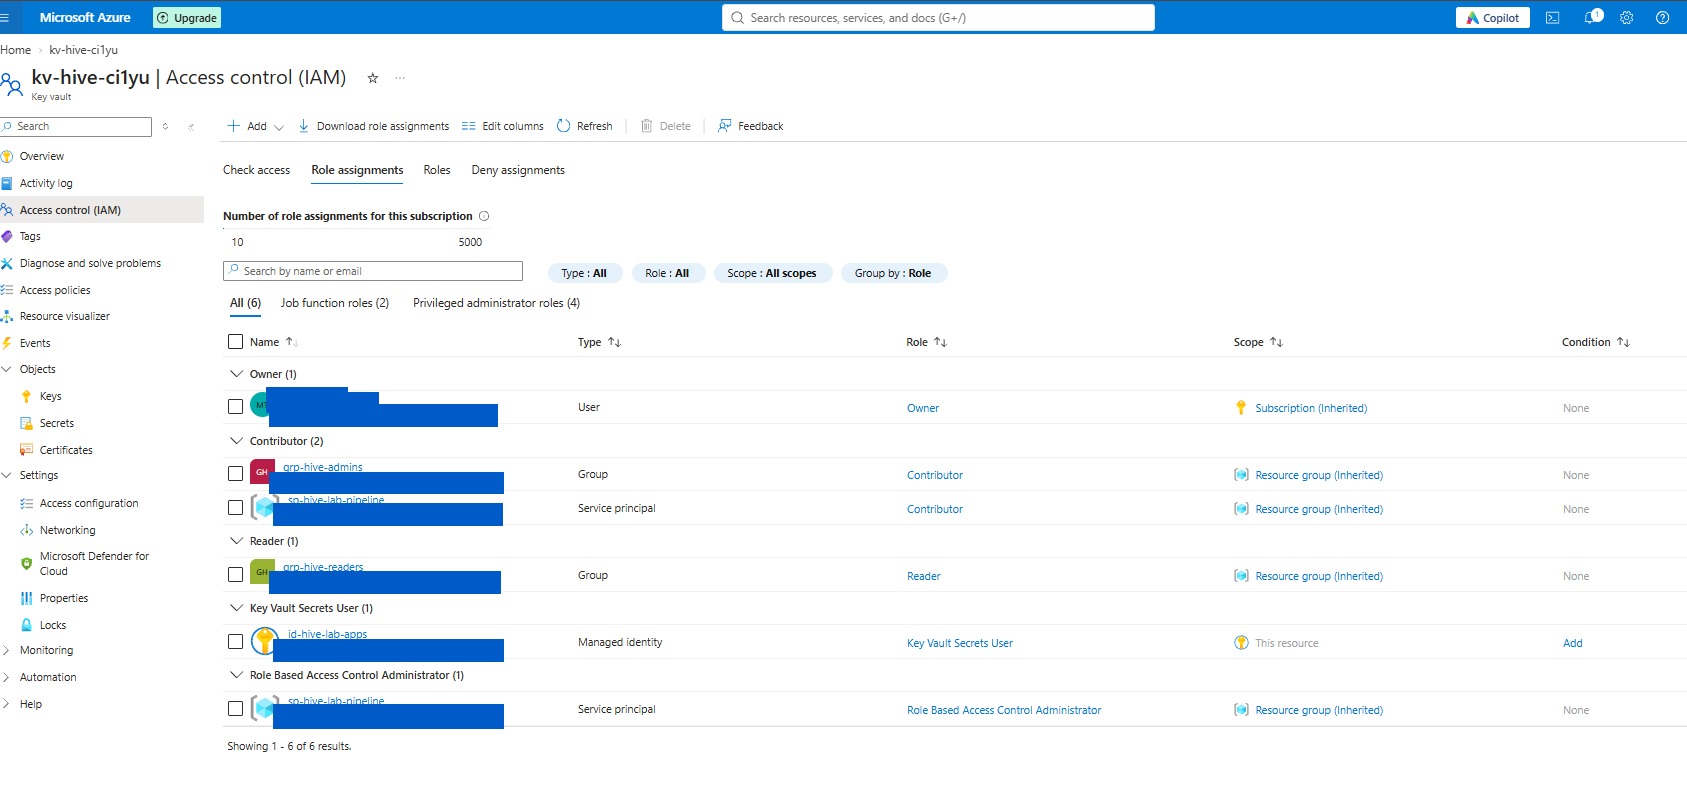 Microsoft Azure
Upgrade
Search resources, services, and docs (G+/)
Copilot
1
Home > kv-hive-ci1yu
kv-hive-ci1yu | Access control (IAM)
Key vault
Search
Add
Download role assignments
Edit columns
Refresh
Delete
Feedback
Overview
Activity log
Access control (IAM)
Tags
Diagnose and solve problems
Access policies
Resource visualizer
Events
Objects
Keys
Secrets
Certificates
Settings
Access configuration
Networking
Microsoft Defender for
Cloud
Properties
Locks
Monitoring
Automation
Help
Check access
Role assignments
Roles
Deny assignments
Number of role assignments for this subscription
10 5000
Search by name or email
Type : All
Role : All
Scope : All scopes
Group by : Role
All (6)
Job function roles (2)
Privileged administrator roles (4)
Name Type Role Scope Condition
Owner (1)
User Owner Subscription (Inherited) None
Contributor (2)
GH grp-hive-admins Group Contributor Resource group (Inherited) None
sp-hive-lab-pipeline Service principal Contributor Resource group (Inherited) None
Reader (1)
GH grp-hive-readers Group Reader Resource group (Inherited) None
Key Vault Secrets User (1)
id-hive-lab-apps Managed identity Key Vault Secrets User This resource Add
Role Based Access Control Administrator (1)
sp-hive-lab-pipeline Service principal Role Based Access Control Administrator Resource group (Inherited) None
Showing 1 - 6 of 6 results.